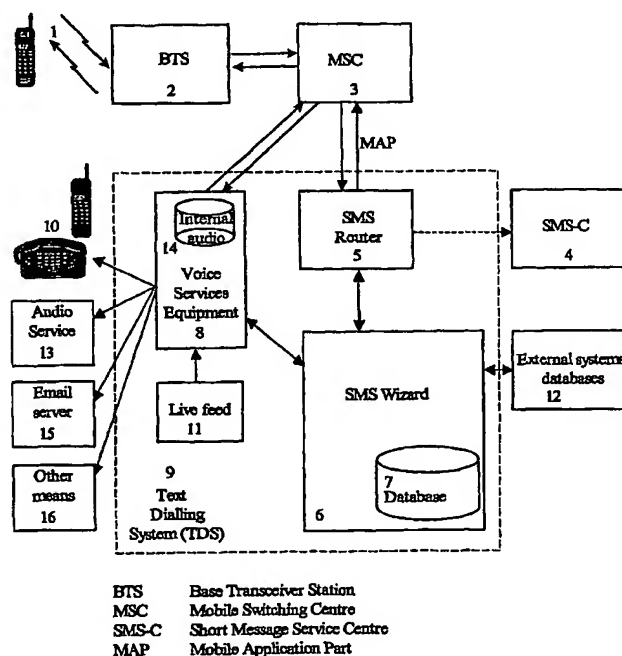 1
BTS
2
MSC
3
MAP
10
Internal
audio
14
Voice
Services
Equipment
8
SMS
Router
5
SMS-C
4
Audio
Service
13
Email
server
15
Other
means
16
Live feed
11
SMS Wizard
External systems
databases
12
9
Text
Dialling
System (TDS)
6
7
Database
BTS Base Transceiver Station
MSC Mobile Switching Centre
SMS-C Short Message Service Centre
MAP Mobile Application Part